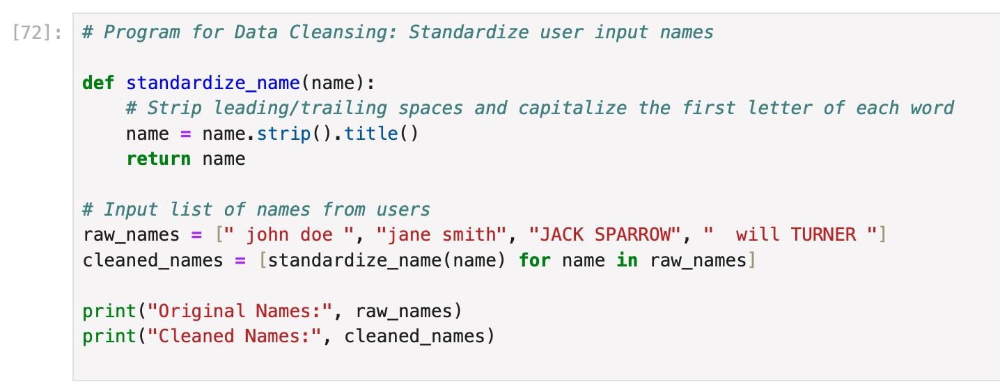 [72]: # Program for Data Cleansing: Standardize user input names
def standardize_name(name):
    # Strip leading/trailing spaces and capitalize the first letter of each word
    name = name.strip().title()
    return name
# Input list of names from users
raw_names = [" john doe ", "jane smith", "JACK SPARROW", "  will TURNER "]
cleaned_names = [standardize_name(name) for name in raw_names]
print("Original Names:", raw_names)
print("Cleaned Names:", cleaned_names)